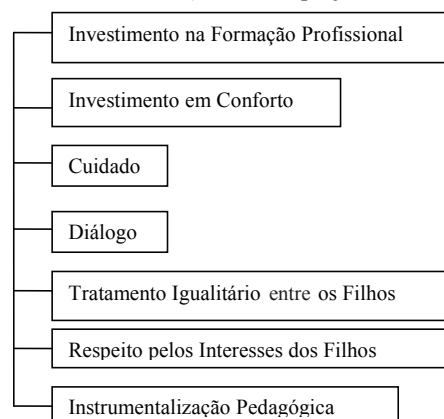 Investimento na Formação Profissional
Investimento em Conforto
Cuidado
Diálogo
Tratamento Igualitário entre os Filhos
Respeito pelos Interesses dos Filhos
Instrumentalização Pedagógica